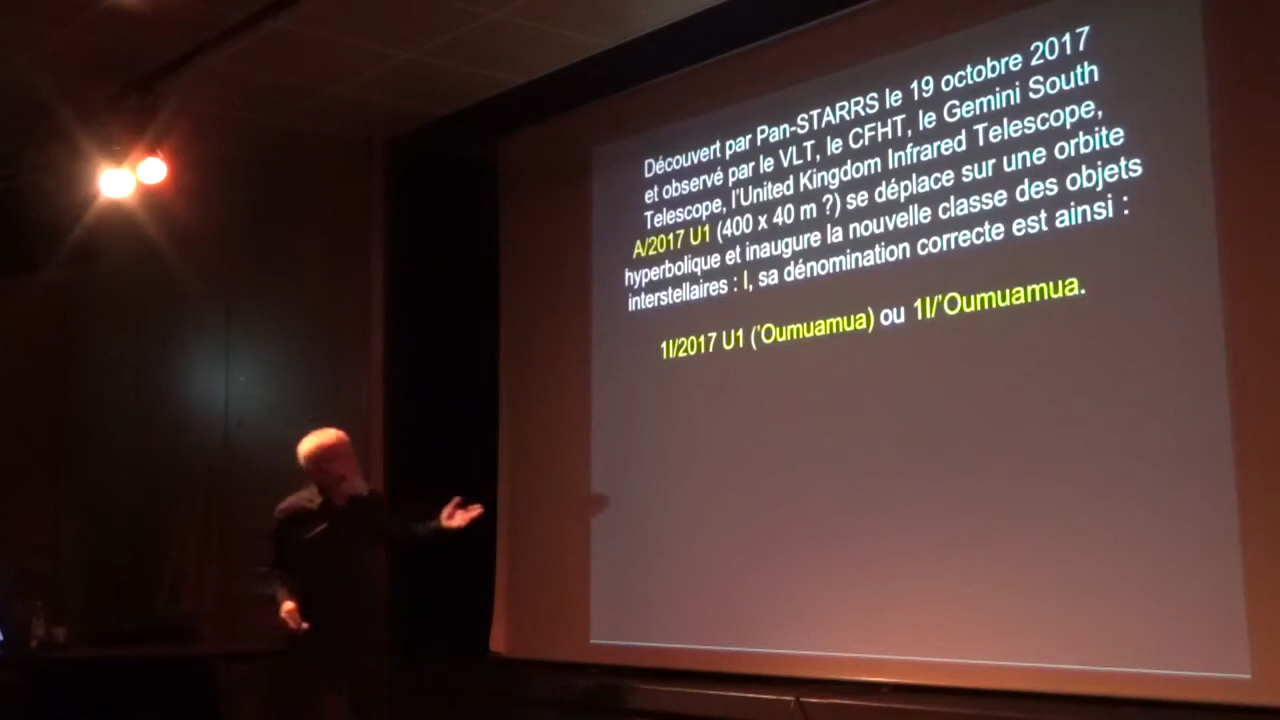 Découvert par Pan-STARRS le 19 octobre 2017
et observé par le VLT, le CFHT, le Gemini South
Telescope, l'United Kingdom Infrared Telescope,
A/2017 U1 (400 x 40 m ?) se déplace sur une orbite
hyperbolique et inaugure la nouvelle classe des objets
interstellaires : I, sa dénomination correcte est ainsi :
1I/2017 U1 ('Oumuamua) ou 1I/'Oumuamua.